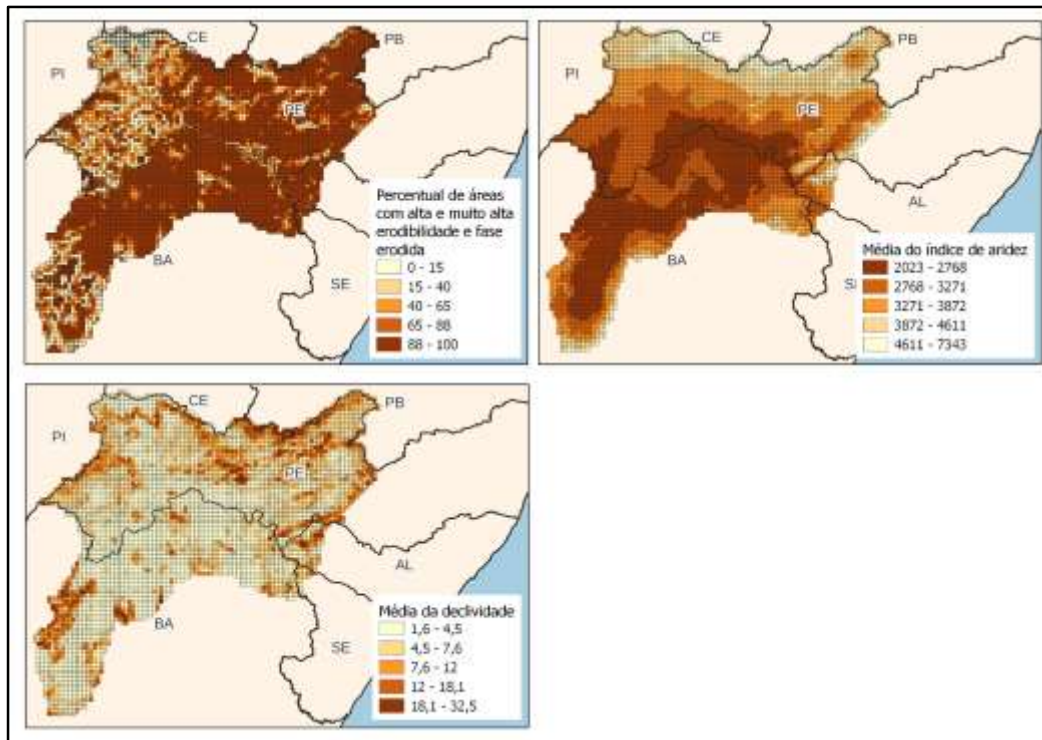 CE
PB
PI
PE
Percentual de áreas
com alta e muito alta
erodibilidade e fase
erodida
0 - 15
15 - 40
40 - 65
65 - 88
88 - 100
BA
SE
CE
PB
PI
PE
AL
Média do índice de aridez
2023 - 2768
2768 - 3271
3271 - 3872
3872 - 4611
4611 - 7343
BA
CE
PB
PI
PE
AL
Média da declividade
1,6 - 4,5
4,5 - 7,6
7,6 - 12
12 - 18,1
18,1 - 32,5
BA
SE